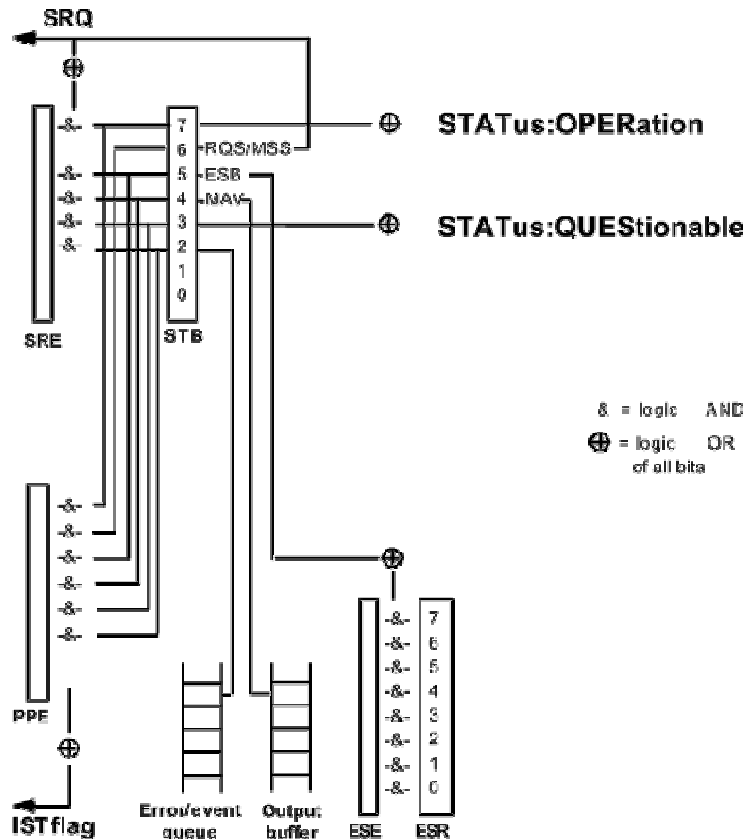 SRQ
-&- 7 STATus:OPERation
6 RQS/MSS
-&- 5 ESB
-&- 4 MAV
-&- 3 STATus:QUEStionable
-&- 2
1
0
SRE STB
& = logic AND
= logic OR
of all bits
-&-
-&-
-&-
-&-
-&-
-&-
PPE
-&- 7
-&- 6
-&- 5
-&- 4
-&- 3
-&- 2
-&- 1
-&- 0
ISTflag
Error/event
queue
Output
buffer
ESE ESR